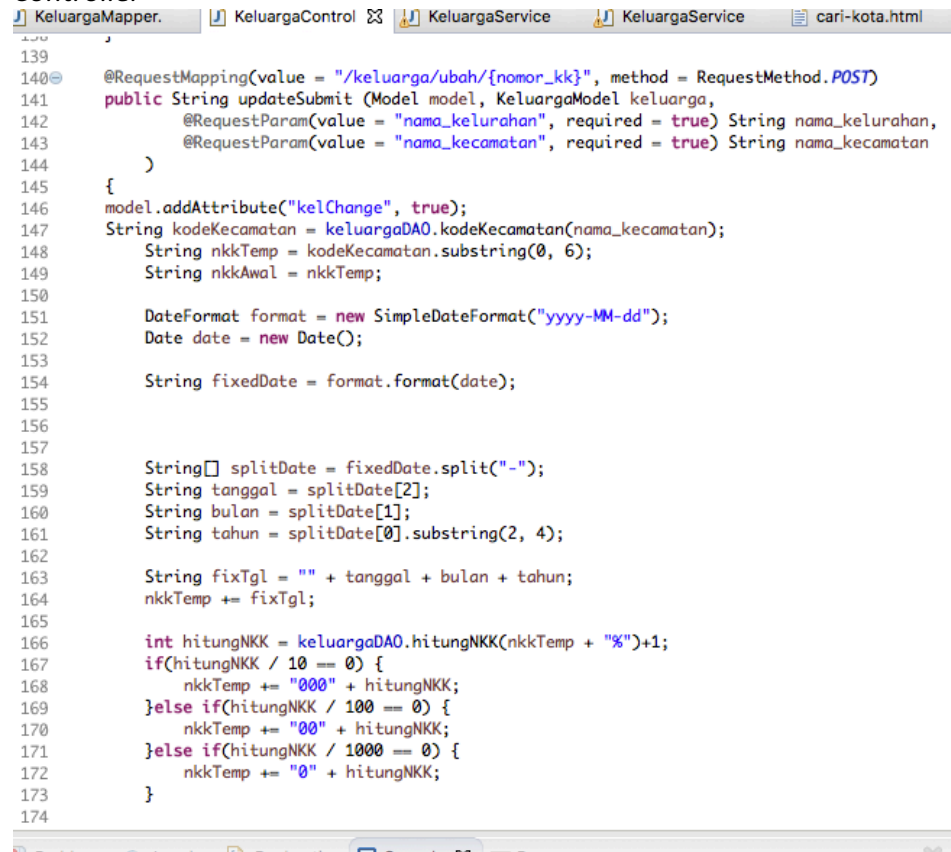 Controller
KeluargaMapper. KeluargaControl KeluargaService KeluargaService cari-kota.html
139
140 @RequestMapping(value = "/keluarga/ubah/{nomor_kk}", method = RequestMethod.POST)
141 public String updateSubmit (Model model, KeluargaModel keluarga,
142 @RequestParam(value = "nama_kelurahan", required = true) String nama_kelurahan,
143 @RequestParam(value = "nama_kecamatan", required = true) String nama_kecamatan
144 )
145 {
146 model.addAttribute("kelChange", true);
147 String kodeKecamatan = keluargaDAO.kodeKecamatan(nama_kecamatan);
148 String nkkTemp = kodeKecamatan.substring(0, 6);
149 String nkkAwal = nkkTemp;
150
151 DateFormat format = new SimpleDateFormat("yyyy-MM-dd");
152 Date date = new Date();
153
154 String fixedDate = format.format(date);
155
156
157
158 String[] splitDate = fixedDate.split("-");
159 String tanggal = splitDate[2];
160 String bulan = splitDate[1];
161 String tahun = splitDate[0].substring(2, 4);
162
163 String fixTgl = "" + tanggal + bulan + tahun;
164 nkkTemp += fixTgl;
165
166 int hitungNKK = keluargaDAO.hitungNKK(nkkTemp + "%")+1;
167 if(hitungNKK / 10 == 0) {
168 nkkTemp += "000" + hitungNKK;
169 }else if(hitungNKK / 100 == 0) {
170 nkkTemp += "00" + hitungNKK;
171 }else if(hitungNKK / 1000 == 0) {
172 nkkTemp += "0" + hitungNKK;
173 }
174